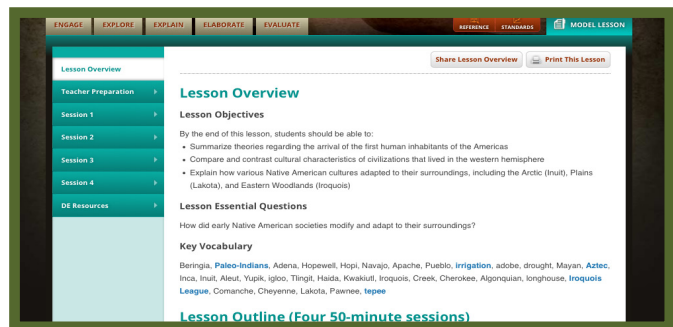 ENGAGE EXPLORE EXPLAIN ELABORATE EVALUATE REFERENCE STANDARDS MODEL LESSON
Share Lesson Overview Print This Lesson
Lesson Overview
Teacher Preparation
Session 1
Session 2
Session 3
Session 4
DE Resources
Lesson Overview
Lesson Objectives
By the end of this lesson, students should be able to:
• Summarize theories regarding the arrival of the first human inhabitants of the Americas
• Compare and contrast cultural characteristics of civilizations that lived in the western hemisphere
• Explain how various Native American cultures adapted to their surroundings, including the Arctic (Inuit), Plains
(Lakota), and Eastern Woodlands (Iroquois)
Lesson Essential Questions
How did early Native American societies modify and adapt to their surroundings?
Key Vocabulary
Beringia, Paleo-Indians, Adena, Hopewell, Hopi, Navajo, Apache, Pueblo, irrigation, adobe, drought, Mayan, Aztec,
Inca, Inuit, Aleut, Yupik, igloo, Tlingit, Haida, Kwakiutl, Iroquois, Creek, Cherokee, Algonquian, longhouse, Iroquois
League, Comanche, Cheyenne, Lakota, Pawnee, tepee
Lesson Outline (Four 50-minute sessions)